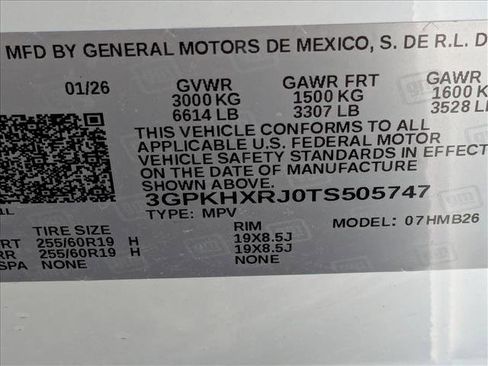 MFD BY GENERAL MOTORS DE MEXICO, S. DE R.L. D
01/26 GVWR GAWR FRT GAWR
3000 KG 1500 KG 1600 K
6614 LB 3307 LB 3528 L
THIS VEHICLE CONFORMS TO ALL
APPLICABLE U.S. FEDERAL MOTOR
VEHICLE SAFETY STANDARDS IN EFFECT
ON THE DATE OF MANUFACTURE
SHOWN ABOVE.
3GPKHXRJ0TS505747
TYPE: MPV MODEL: 07HMB26
TIRE SIZE RIM
RT 255/60R19 H 19X8.5J
RR 255/60R19 H 19X8.5J
SPA NONE NONE